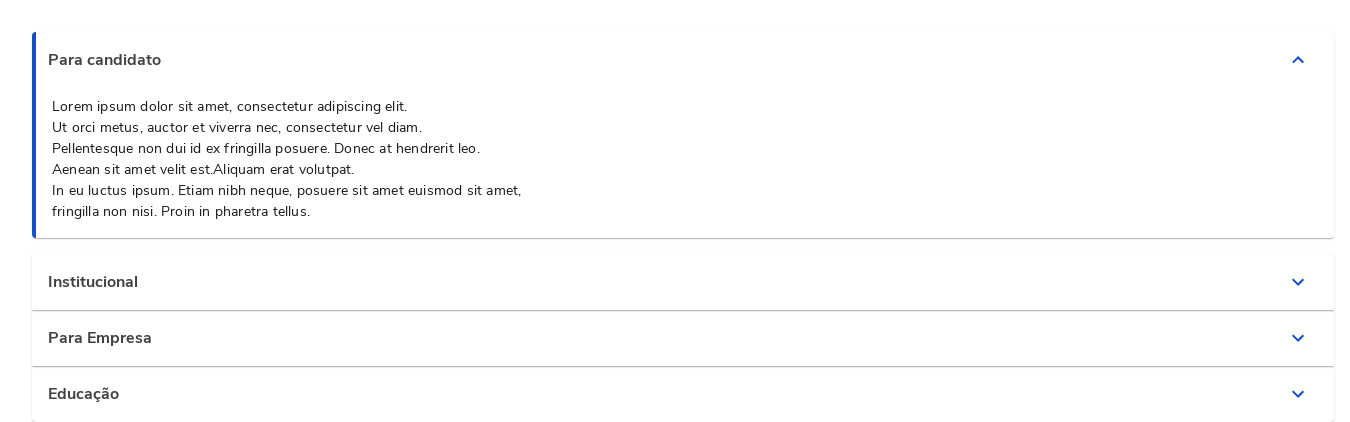 Para candidato
Lorem ipsum dolor sit amet, consectetur adipiscing elit.
Ut orci metus, auctor et viverra nec, consectetur vel diam.
Pellentesque non dui id ex fringilla posuere. Donec at hendrerit leo.
Aenean sit amet velit est.Aliquam erat volutpat.
In eu luctus ipsum. Etiam nibh neque, posuere sit amet euismod sit amet,
fringilla non nisi. Proin in pharetra tellus.
Institucional
Para Empresa
Educação